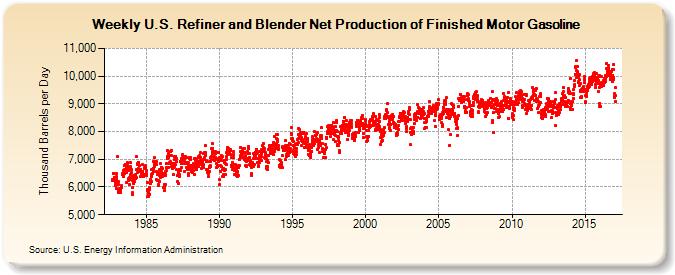 Weekly U.S. Refiner and Blender Net Production of Finished Motor Gasoline
Thousand Barrels per Day
11,000
10,000
9,000
8,000
7,000
6,000
5,000
1985 1990 1995 2000 2005 2010 2015
Source: U.S. Energy Information Administration